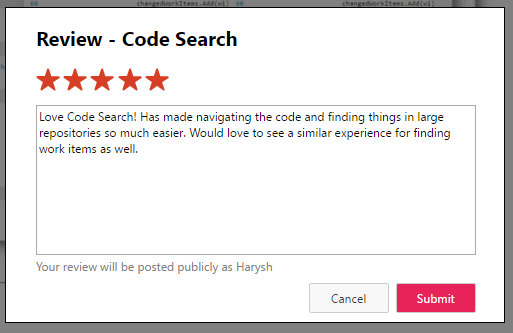 changedWorkItems.Add(wi)
changedWorkItems.Add(wi)
Review - Code Search
Love Code Search! Has made navigating the code and finding things in large
repositories so much easier. Would love to see a similar experience for finding
work items as well.
Your review will be posted publicly as Harysh
Cancel
Submit